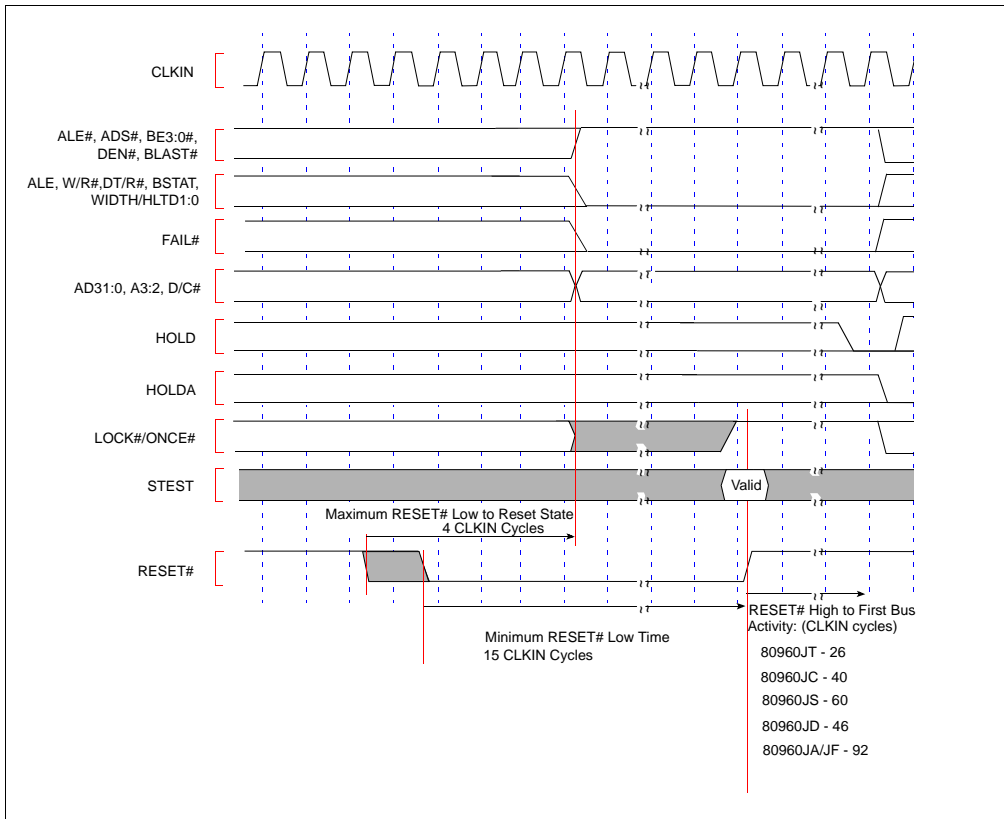 CLKIN
ALE#, ADS#, BE3:0#,
DEN#, BLAST#
ALE, W/R#,DT/R#, BSTAT,
WIDTH/HLTD1:0
FAIL#
AD31:0, A3:2, D/C#
HOLD
HOLDA
LOCK#/ONCE#
STEST
Valid
Maximum RESET# Low to Reset State
4 CLKIN Cycles
RESET#
Minimum RESET# Low Time
15 CLKIN Cycles
RESET# High to First Bus
Activity: (CLKIN cycles)
80960JT - 26
80960JC - 40
80960JS - 60
80960JD - 46
80960JA/JF - 92